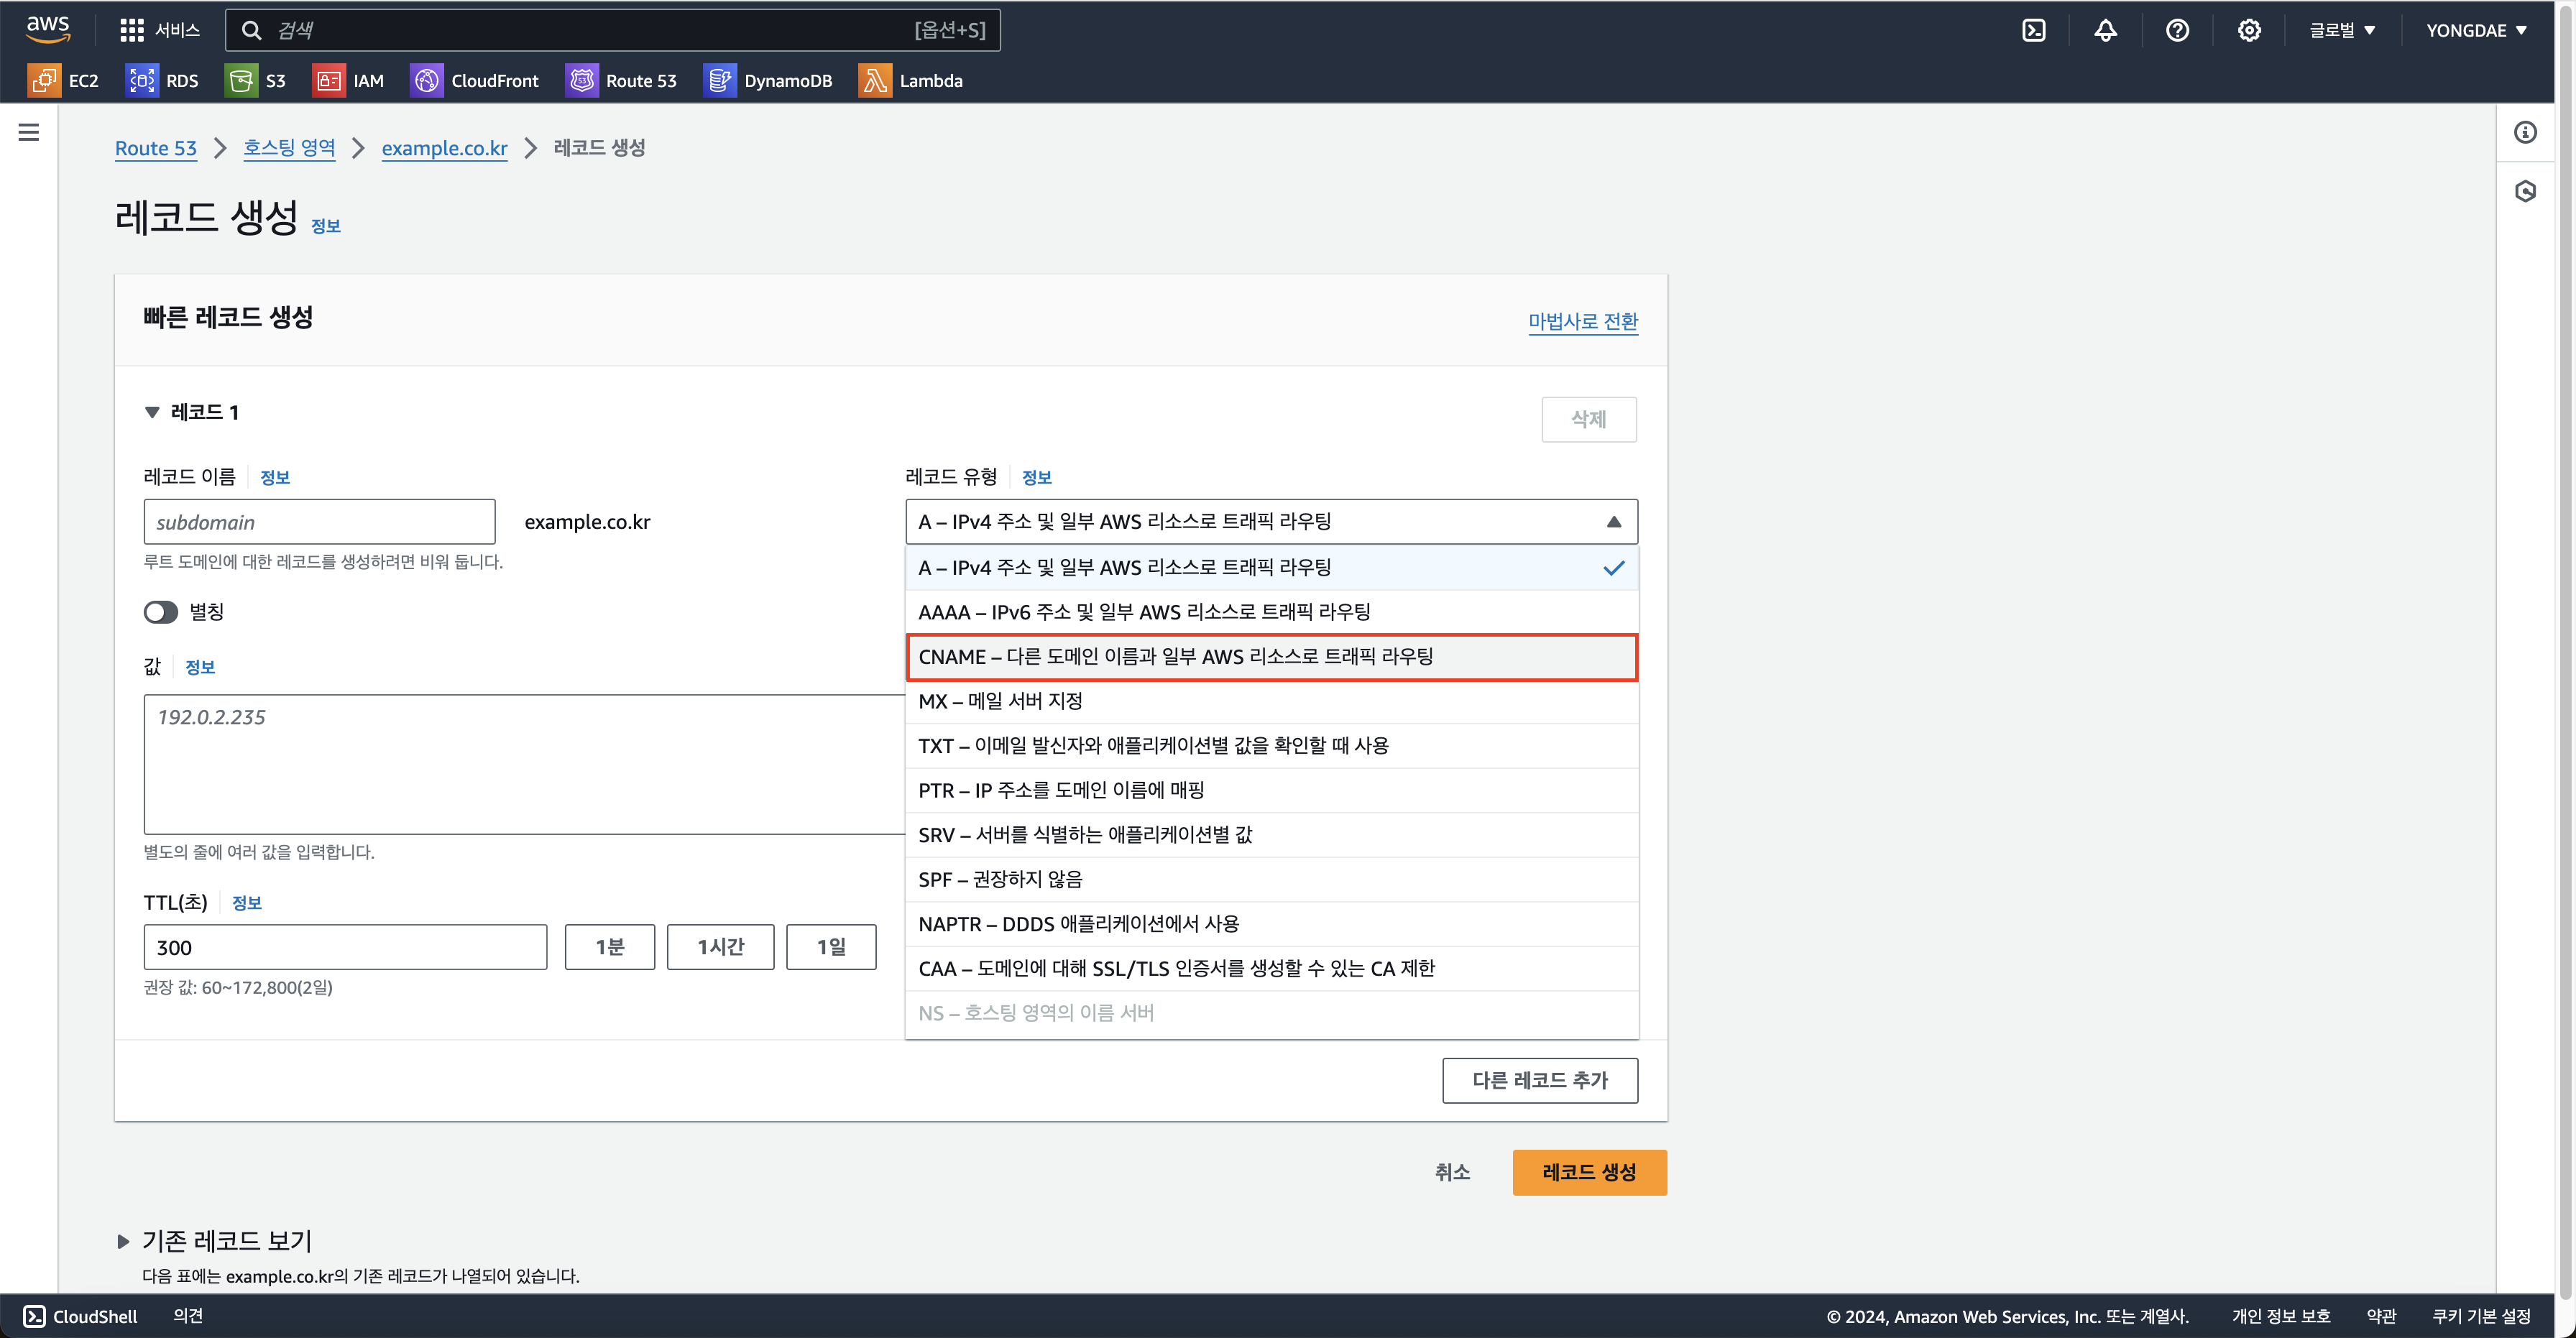 aws
서비스
검색
[옵션+S]
글로벌
YONGDAE
EC2
RDS
S3
IAM
CloudFront
Route 53
DynamoDB
Lambda
Route 53 > 호스팅 영역 > example.co.kr > 레코드 생성
레코드 생성 정보
빠른 레코드 생성
마법사로 전환
레코드 1
삭제
레코드 이름 정보
subdomain
example.co.kr
루트 도메인에 대한 레코드를 생성하려면 비워 둡니다.
별칭
값 정보
192.0.2.235
별도의 줄에 여러 값을 입력합니다.
TTL(초) 정보
300
1분
1시간
1일
권장 값: 60~172,800(2일)
레코드 유형 정보
A – IPv4 주소 및 일부 AWS 리소스로 트래픽 라우팅
A – IPv4 주소 및 일부 AWS 리소스로 트래픽 라우팅
AAAA – IPv6 주소 및 일부 AWS 리소스로 트래픽 라우팅
CNAME – 다른 도메인 이름과 일부 AWS 리소스로 트래픽 라우팅
MX – 메일 서버 지정
TXT – 이메일 발신자와 애플리케이션별 값을 확인할 때 사용
PTR – IP 주소를 도메인 이름에 매핑
SRV – 서버를 식별하는 애플리케이션별 값
SPF – 권장하지 않음
NAPTR – DDDS 애플리케이션에서 사용
CAA – 도메인에 대해 SSL/TLS 인증서를 생성할 수 있는 CA 제한
NS – 호스팅 영역의 이름 서버
다른 레코드 추가
취소
레코드 생성
기존 레코드 보기
다음 표에는 example.co.kr의 기존 레코드가 나열되어 있습니다.
CloudShell
의견
© 2024, Amazon Web Services, Inc. 또는 계열사.
개인 정보 보호
약관
쿠키 기본 설정